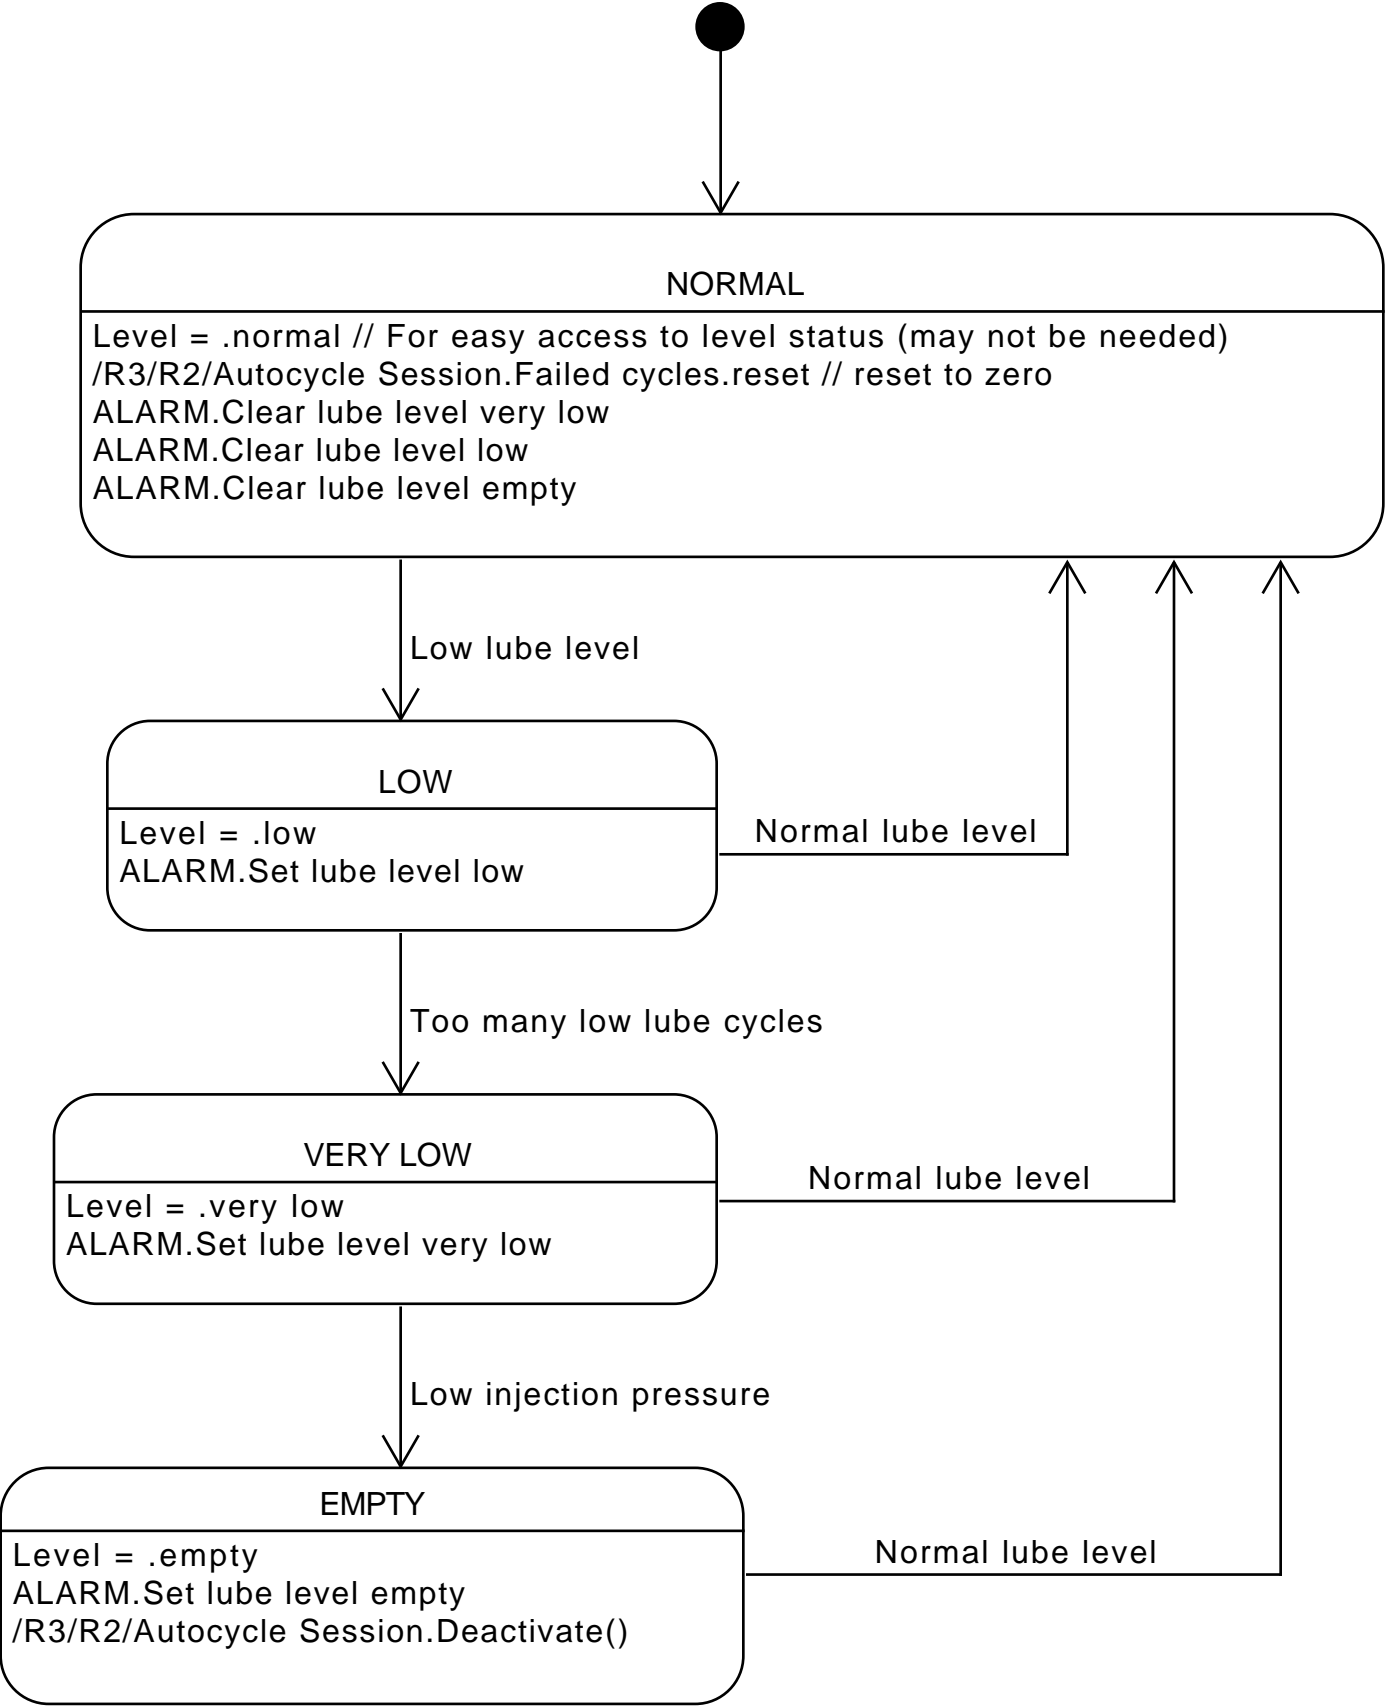 NORMAL
Level = .normal // For easy access to level status (may not be needed)
/R3/R2/Autocycle Session.Failed cycles.reset // reset to zero
ALARM.Clear lube level very low
ALARM.Clear lube level low
ALARM.Clear lube level empty
Low lube level
LOW
Level = .low
ALARM.Set lube level low
Normal lube level
Too many low lube cycles
VERY LOW
Level = .very low
ALARM.Set lube level very low
Normal lube level
Low injection pressure
EMPTY
Level = .empty
ALARM.Set lube level empty
/R3/R2/Autocycle Session.Deactivate()
Normal lube level